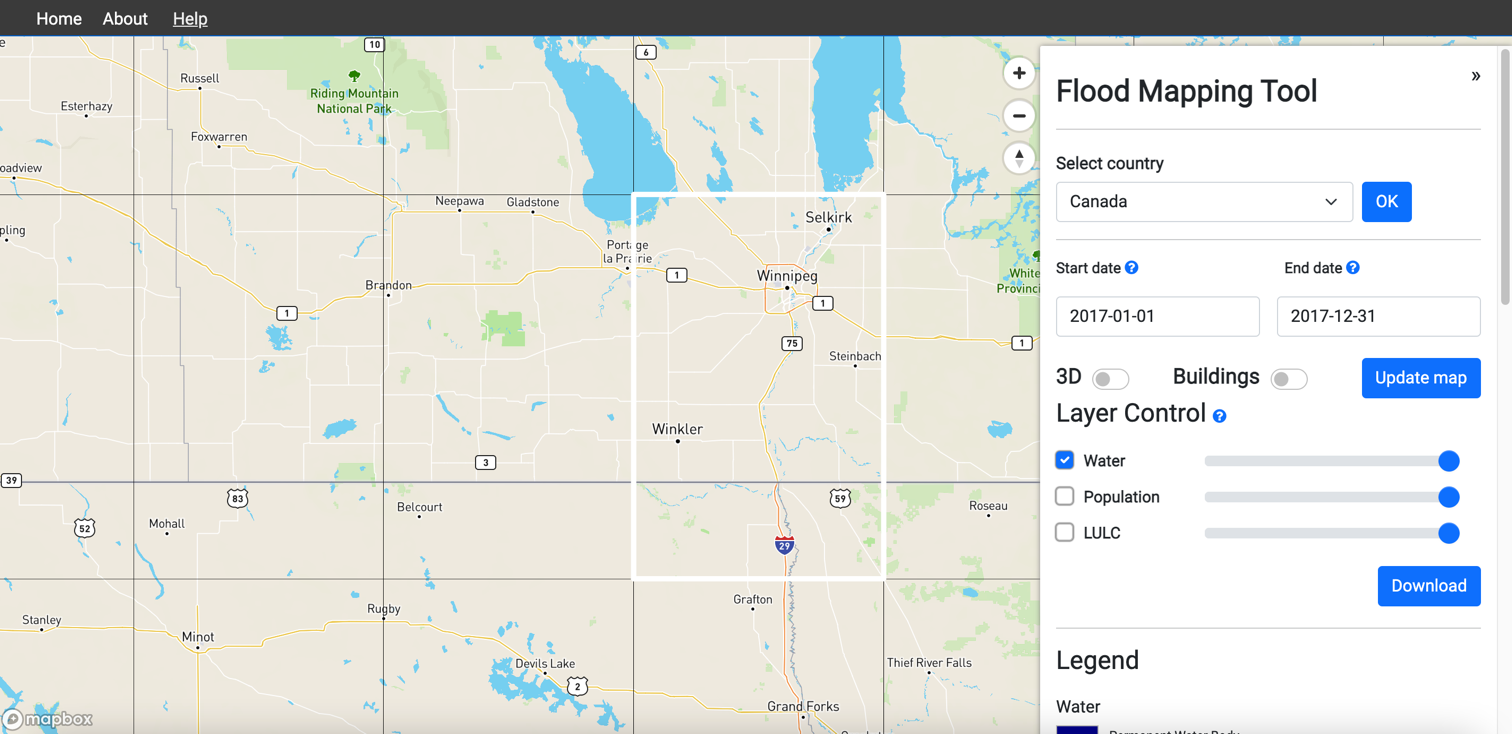 Home About Help
10
6
Russell
Riding Mountain
National Park
Esterhazy
Foxwarren
oadview
Neepawa
Gladstone
Selkirk
pling
Portage
la Prairie
1
Winnipeg
Brandon
1
1
White
Provinci
75
1
Steinbach
Winkler
3
39
83
59
Belcourt
Roseau
52
Mohall
29
Grafton
Rugby
Stanley
Minot
Devils Lake
Thief River Falls
2
Grand Forks
mapbox
»
Flood Mapping Tool
Select country
Canada
OK
Start date ?
End date ?
2017-01-01
2017-12-31
3D
Buildings
Update map
Layer Control ?
Water
Population
LULC
Download
Legend
Water
Permanent Water Body